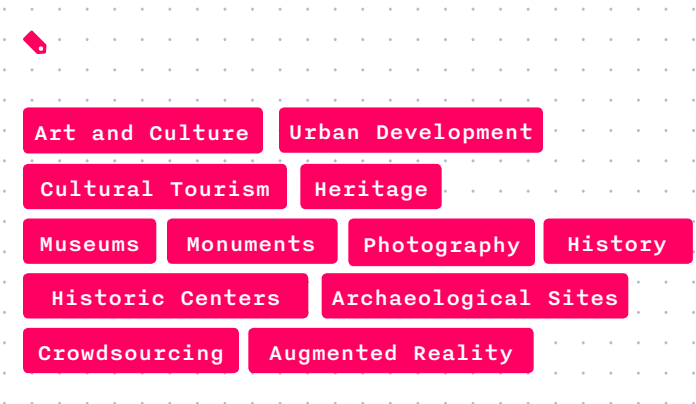 Art and Culture Urban Development
Cultural Tourism Heritage
Museums Monuments Photography History
Historic Centers Archaeological Sites
Crowdsourcing Augmented Reality